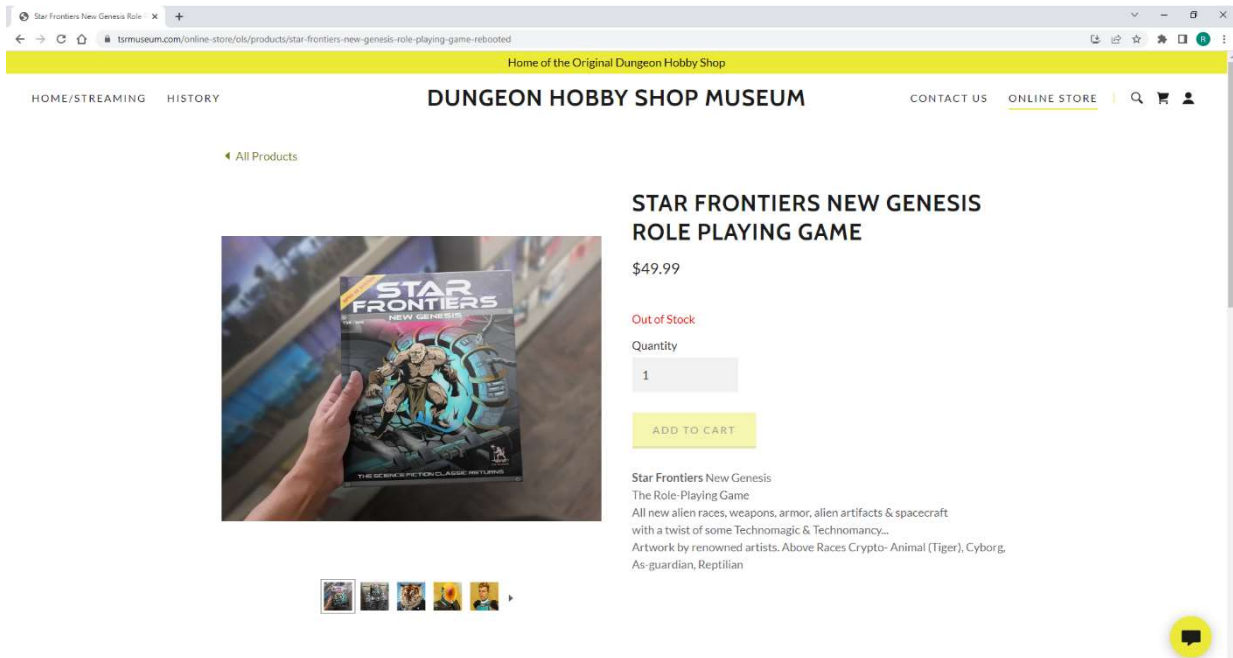 Star Frontiers New Genesis Role
tsrmuseum.com/online-store/ols/products/star-frontiers-new-genesis-role-playing-game-rebooted
R
Home of the Original Dungeon Hobby Shop
HOME/STREAMING HISTORY DUNGEON HOBBY SHOP MUSEUM CONTACT US ONLINE STORE
All Products
STAR FRONTIERS NEW GENESIS
ROLE PLAYING GAME
$49.99
STAR
FRONTIERS
NEW GENESIS
THE SCIENCE FICTION CLASSIC RETURNS
Out of Stock
Quantity
1
ADD TO CART
Star Frontiers New Genesis
The Role-Playing Game
All new alien races, weapons, armor, alien artifacts & spacecraft
with a twist of some Technomagic & Technomancy...
Artwork by renowned artists. Above Races Crypto- Animal (Tiger), Cyborg,
As-guardian, Reptilian